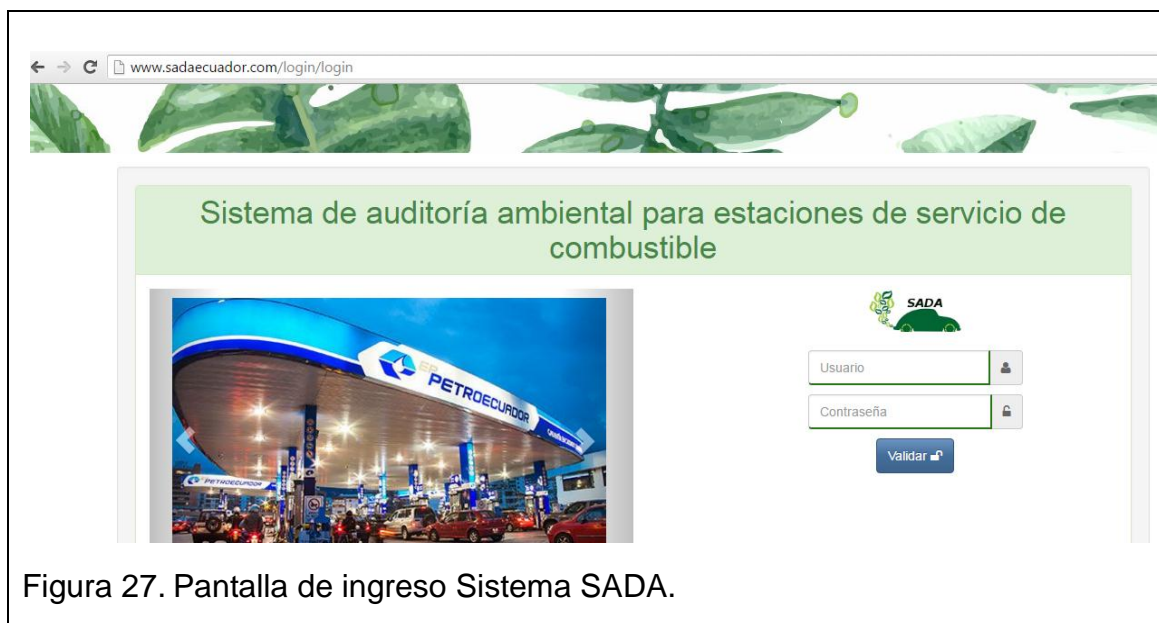 www.sadaecuador.com/login/login
Sistema de auditoría ambiental para estaciones de servicio de
combustible
SADA
EP
PETROECUADOR
PETROECUADOR
Usuario
Contraseña
Validar
Figura 27. Pantalla de ingreso Sistema SADA.